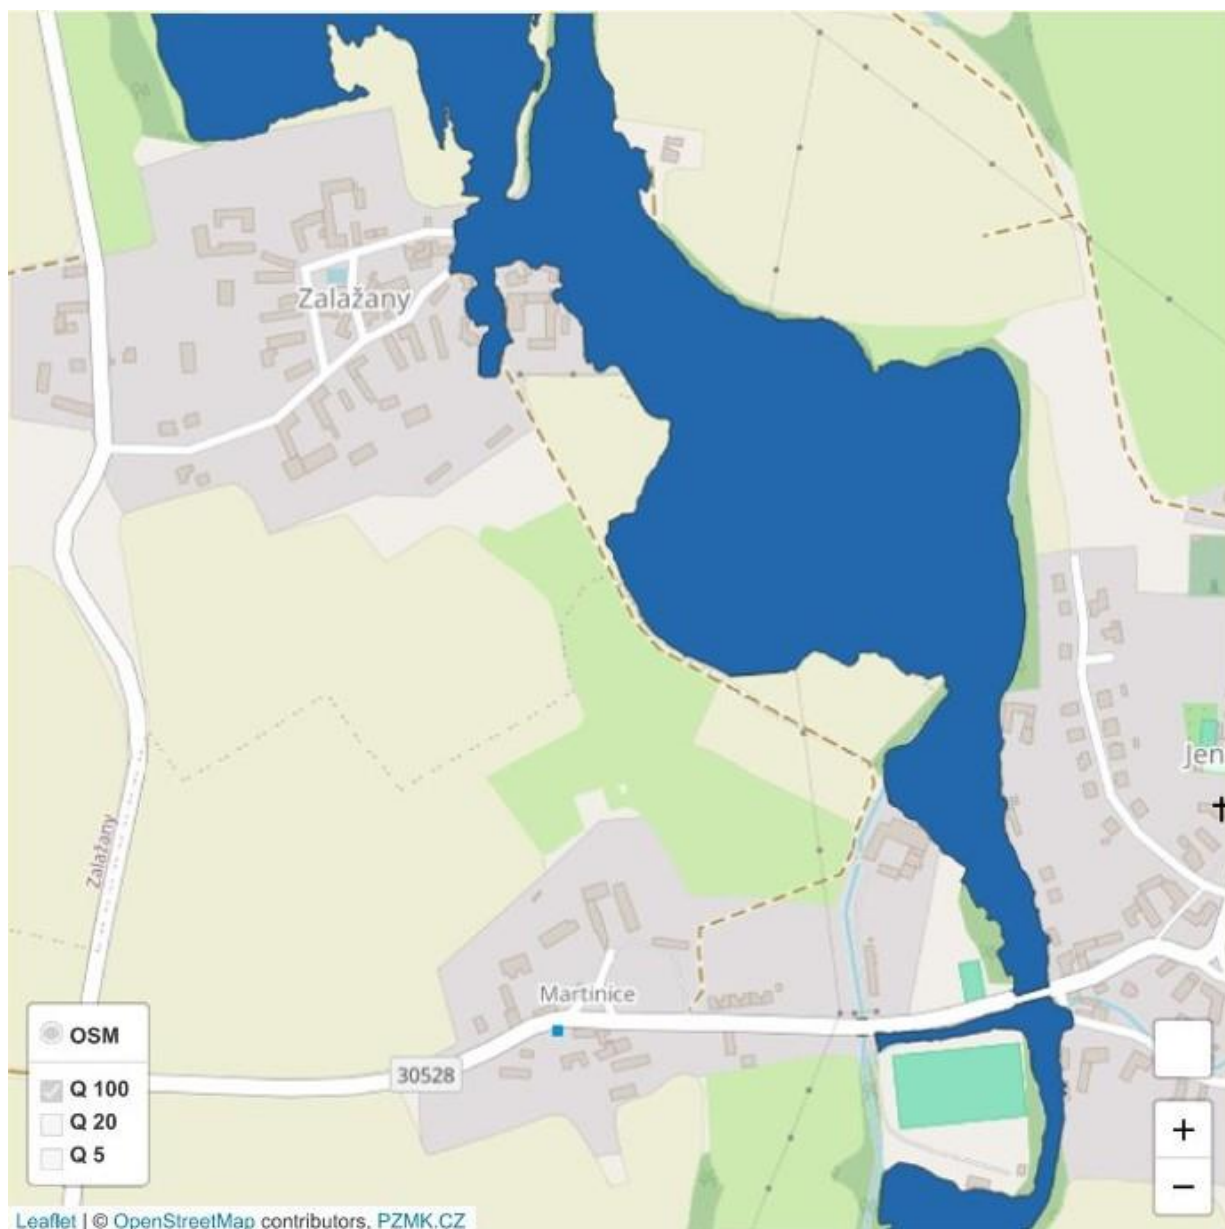 Zalažany
Jen
Zalažany
Martinice
OSM
Q 100
Q 20
Q 5
30528
+
−
Leaflet | © OpenStreetMap contributors, PZMK.CZ